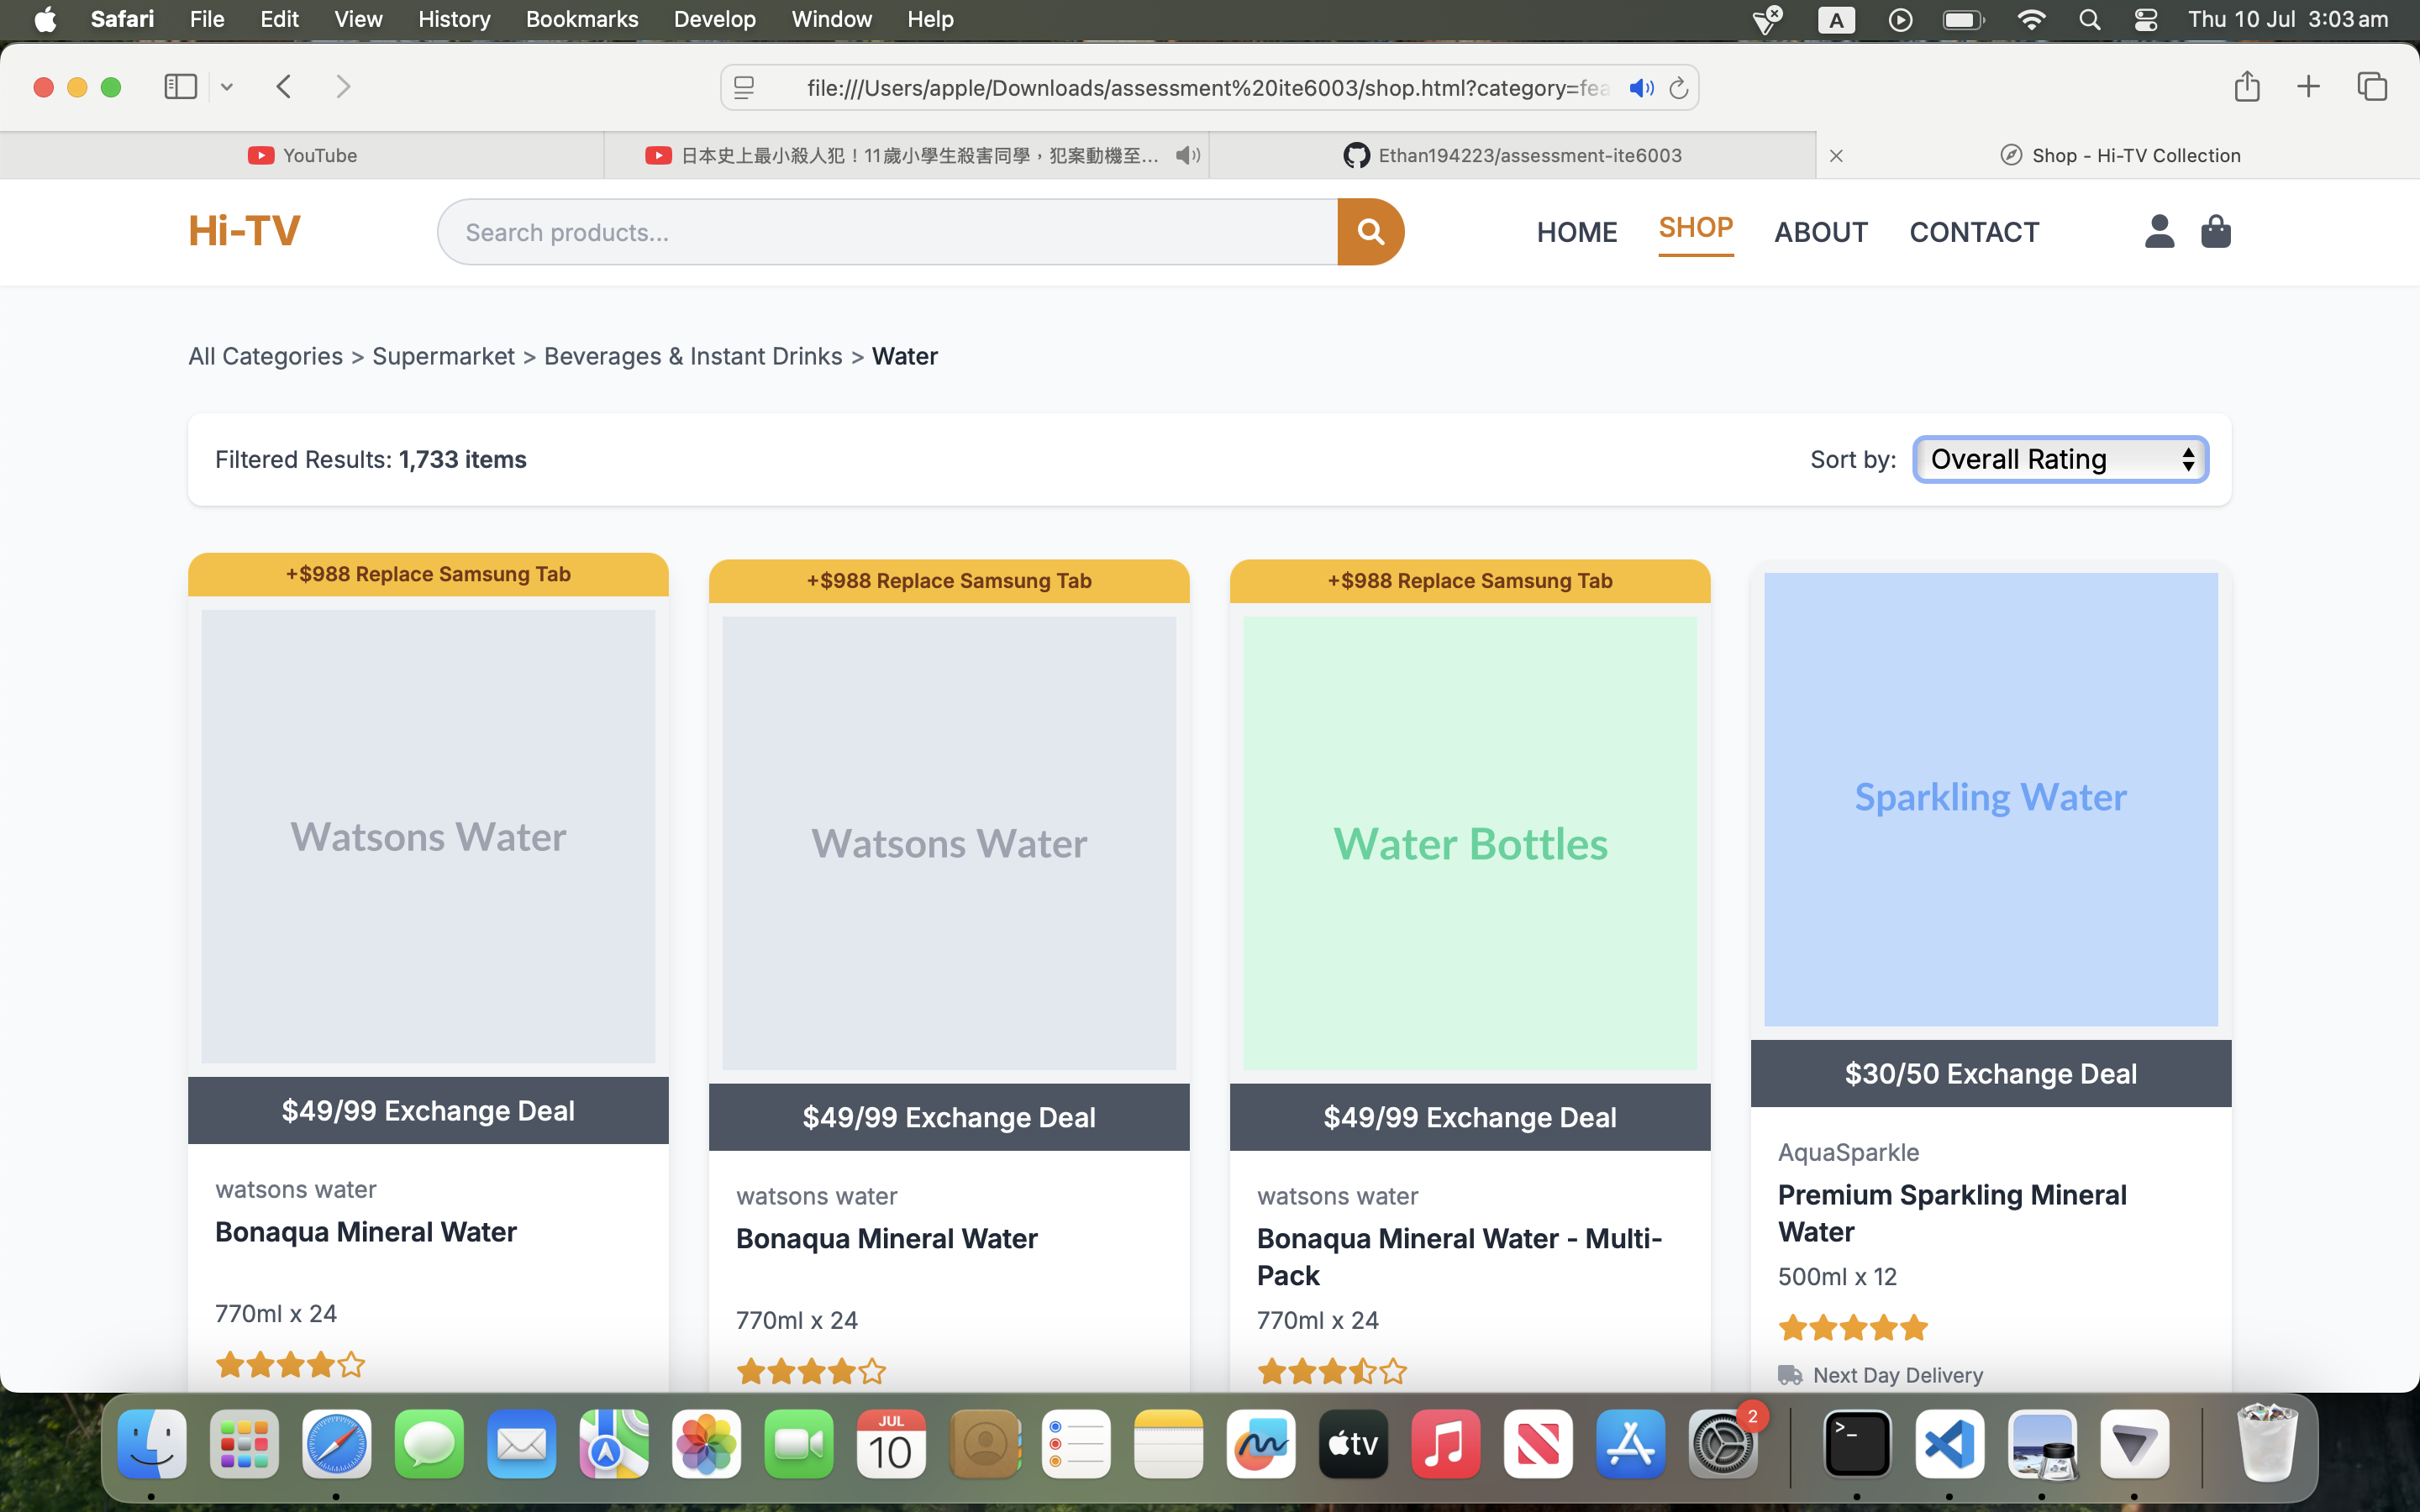 Safari File Edit View History Bookmarks Develop Window Help A Thu 10 Jul 3:03 am
file:///Users/apple/Downloads/assessment%20ite6003/shop.html?category=fea
YouTube 日本史上最小殺人犯！11歲小學生殺害同學，犯案動機至... Ethan194223/assessment-ite6003 Shop - Hi-TV Collection
Hi-TV Search products... HOME SHOP ABOUT CONTACT
All Categories > Supermarket > Beverages & Instant Drinks > Water
Filtered Results: 1,733 items Sort by: Overall Rating
+$988 Replace Samsung Tab
Watsons Water
$49/99 Exchange Deal
watsons water
Bonaqua Mineral Water
770ml x 24
+$988 Replace Samsung Tab
Watsons Water
$49/99 Exchange Deal
watsons water
Bonaqua Mineral Water
770ml x 24
+$988 Replace Samsung Tab
Water Bottles
$49/99 Exchange Deal
watsons water
Bonaqua Mineral Water - Multi-
Pack
770ml x 24
Sparkling Water
$30/50 Exchange Deal
AquaSparkle
Premium Sparkling Mineral
Water
500ml x 12
Next Day Delivery
JUL
10
tv
2
>_